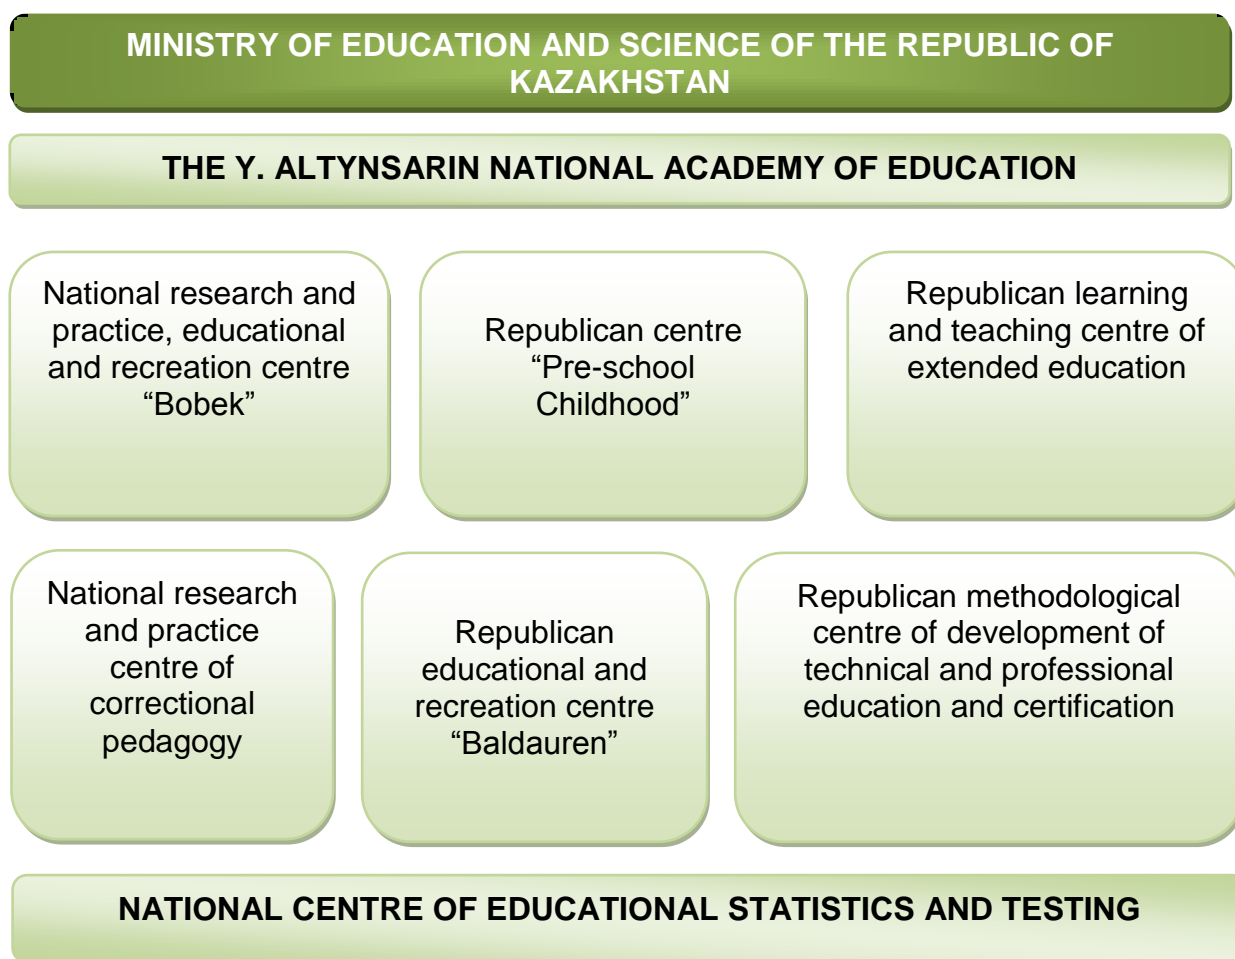 MINISTRY OF EDUCATION AND SCIENCE OF THE REPUBLIC OF
KAZAKHSTAN
THE Y. ALTYNSARIN NATIONAL ACADEMY OF EDUCATION
National research and
practice, educational
and recreation centre
“Bobek”
Republican centre
“Pre-school
Childhood”
Republican learning
and teaching centre of
extended education
National research
and practice
centre of
correctional
pedagogy
Republican
educational and
recreation centre
“Baldauren”
Republican methodological
centre of development of
technical and professional
education and certification
NATIONAL CENTRE OF EDUCATIONAL STATISTICS AND TESTING